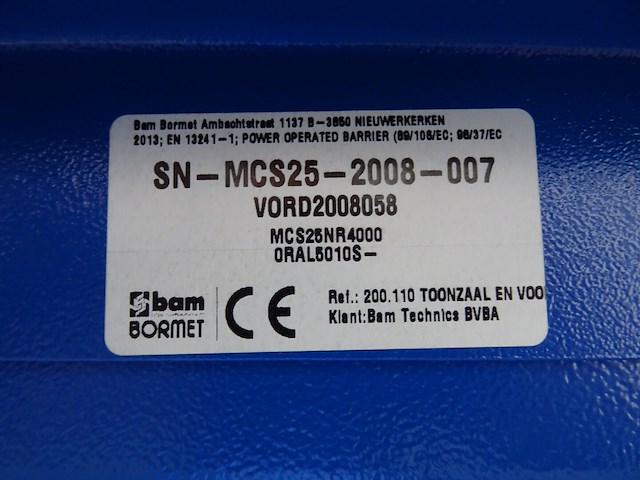 Bam Bormet Ambachtstraat 1137 B-3850 NIEUWERKERKEN
2013; EN 13241-1; POWER OPERATED BARRIER (89/106/EC; 98/37/EC
SN-MCS25-2008-007
VORD2008058
MCS25NR4000
0RAL5010S-
bam
BORMET
CE
Ref.: 200.110 TOONZAAL EN VOO
Klant:Bam Technics BVBA